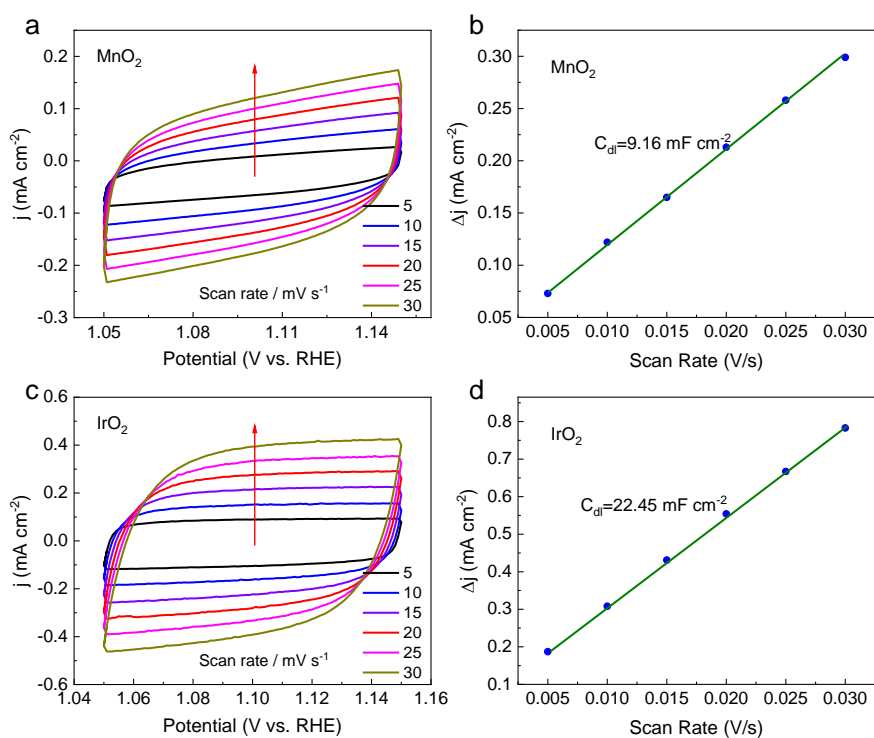 a
MnO₂
0.2
0.1
0.0
-0.1
-0.2
-0.3
j (mA cm⁻²)
5
10
15
20
25
30
Scan rate / mV s⁻¹
1.05 1.08 1.11 1.14
Potential (V vs. RHE)
b
MnO₂
0.30
0.25
0.20
0.15
0.10
0.05
Δj (mA cm⁻²)
C_dl=9.16 mF cm⁻²
0.005 0.010 0.015 0.020 0.025 0.030
Scan Rate (V/s)
c
IrO₂
0.6
0.4
0.2
0.0
-0.2
-0.4
-0.6
j (mA cm⁻²)
5
10
15
20
25
30
Scan rate / mV s⁻¹
1.04 1.06 1.08 1.10 1.12 1.14 1.16
Potential (V vs. RHE)
d
IrO₂
0.8
0.7
0.6
0.5
0.4
0.3
0.2
0.1
Δj (mA cm⁻²)
C_dl=22.45 mF cm⁻²
0.005 0.010 0.015 0.020 0.025 0.030
Scan Rate (V/s)